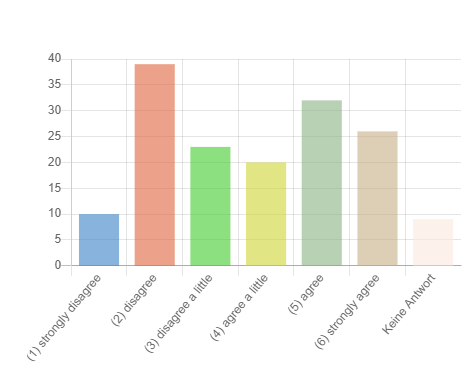 40
35
30
25
20
15
10
5
0
(1) strongly disagree
(2) disagree
(3) disagree a little
(4) agree a little
(5) agree
(6) strongly agree
Keine Antwort